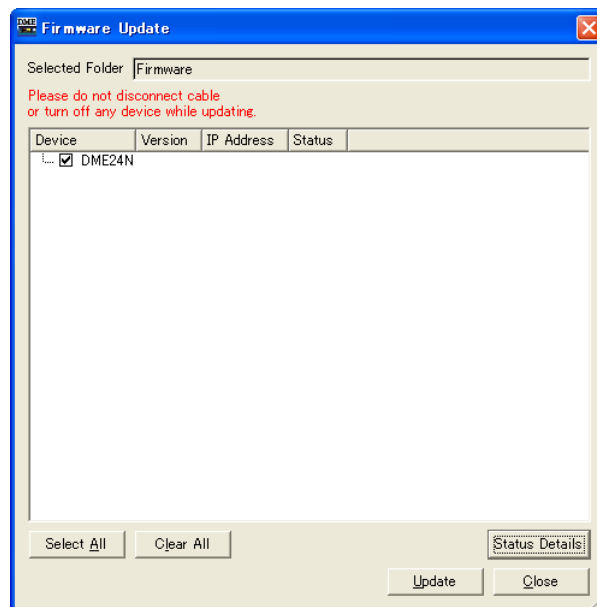 DME
Firmware Update
Selected Folder Firmware
Please do not disconnect cable
or turn off any device while updating.
Device Version IP Address Status
DME24N
Select All Clear All Status Details
Update Close